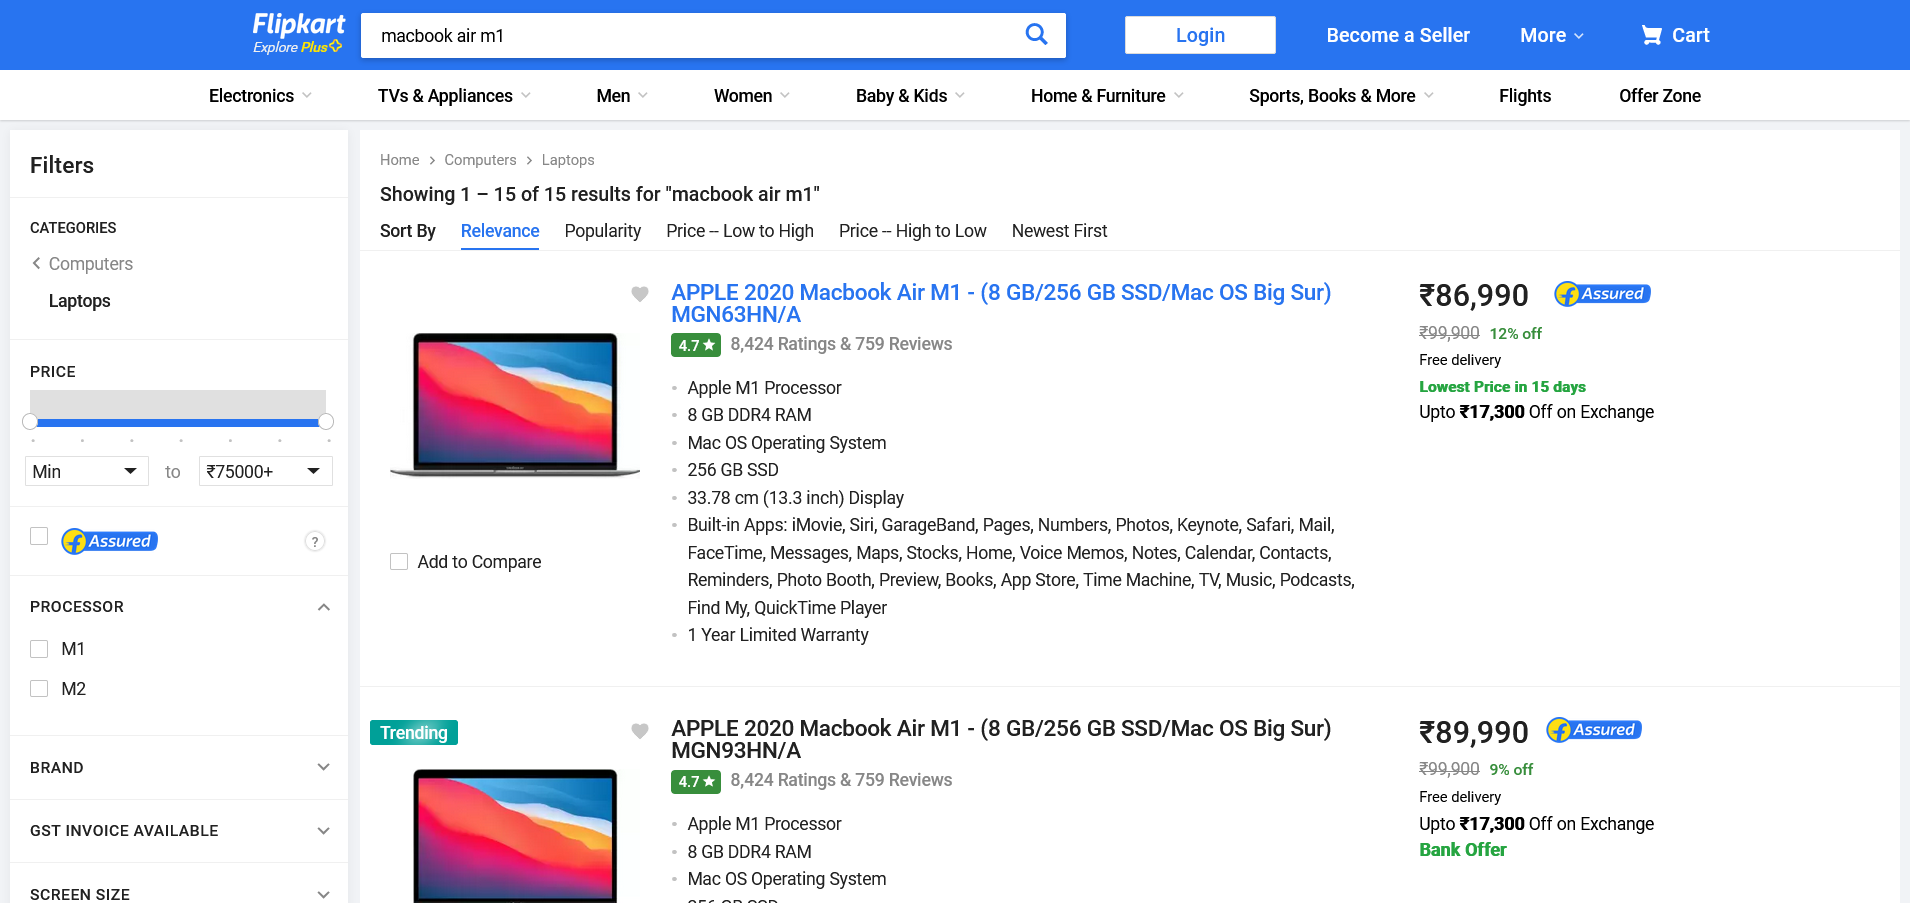 Flipkart
Explore Plus
macbook air m1
Login
Become a Seller
More
Cart
Electronics
TVs & Appliances
Men
Women
Baby & Kids
Home & Furniture
Sports, Books & More
Flights
Offer Zone
Filters
CATEGORIES
Computers
Laptops
PRICE
Min
to
₹75000+
Assured
?
PROCESSOR
M1
M2
BRAND
GST INVOICE AVAILABLE
SCREEN SIZE
Home > Computers > Laptops
Showing 1 – 15 of 15 results for "macbook air m1"
Sort By Relevance Popularity Price -- Low to High Price -- High to Low Newest First
APPLE 2020 Macbook Air M1 - (8 GB/256 GB SSD/Mac OS Big Sur)
MGN63HN/A
4.7★ 8,424 Ratings & 759 Reviews
Apple M1 Processor
8 GB DDR4 RAM
Mac OS Operating System
256 GB SSD
33.78 cm (13.3 inch) Display
Built-in Apps: iMovie, Siri, GarageBand, Pages, Numbers, Photos, Keynote, Safari, Mail,
FaceTime, Messages, Maps, Stocks, Home, Voice Memos, Notes, Calendar, Contacts,
Reminders, Photo Booth, Preview, Books, App Store, Time Machine, TV, Music, Podcasts,
Find My, QuickTime Player
1 Year Limited Warranty
Add to Compare
₹86,990
Assured
₹99,900 12% off
Free delivery
Lowest Price in 15 days
Upto ₹17,300 Off on Exchange
Trending
APPLE 2020 Macbook Air M1 - (8 GB/256 GB SSD/Mac OS Big Sur)
MGN93HN/A
4.7★ 8,424 Ratings & 759 Reviews
Apple M1 Processor
8 GB DDR4 RAM
Mac OS Operating System
256 GB SSD
₹89,990
Assured
₹99,900 9% off
Free delivery
Upto ₹17,300 Off on Exchange
Bank Offer